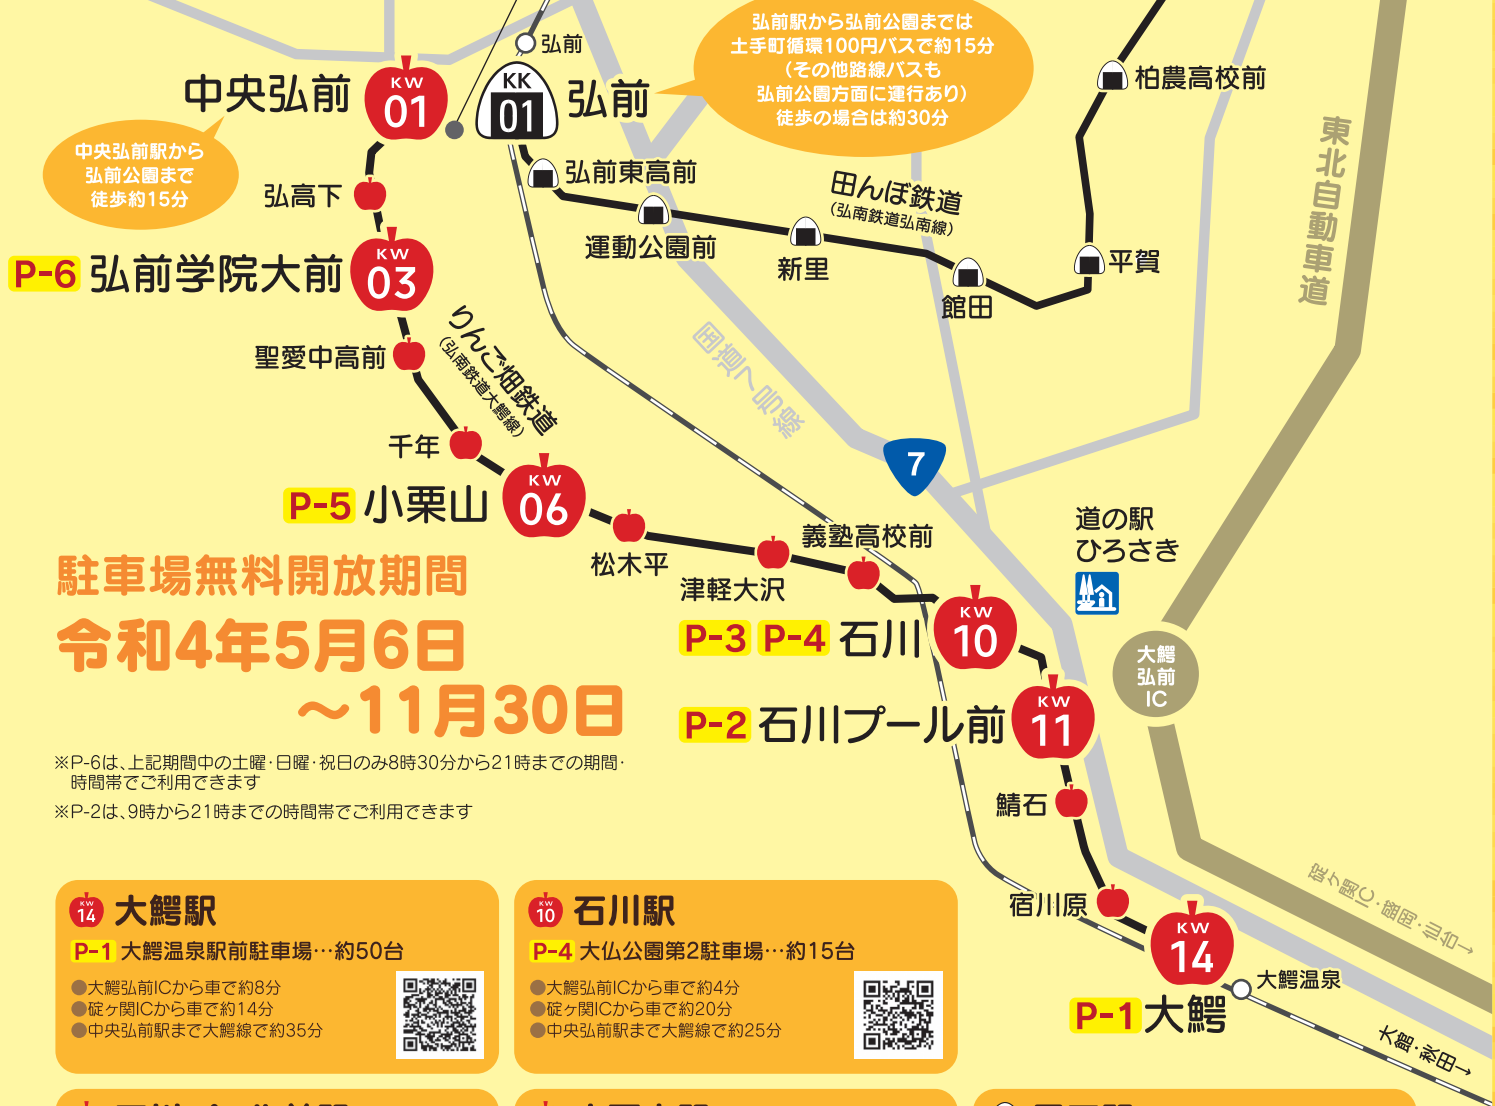 弘前
弘前駅から弘前公園までは
土手町循環100円バスで約15分
(その他路線バスも
弘前公園方面に運行あり)
徒歩の場合は約30分
中央弘前
KW
01
KK
01
弘前
柏農高校前
中央弘前駅から
弘前公園まで
徒歩約15分
弘高下
弘前東高前
田んぼ鉄道
(弘南鉄道弘南線)
東北自動車道
運動公園前
新里
館田
平賀
P-6 弘前学院大前
KW
03
りんご畑鉄道
(弘南鉄道大鰐線)
聖愛中高前
国道7号線
千年
7
P-5 小栗山
KW
06
松木平
津軽大沢
義塾高校前
道の駅
ひろさき
P-3 P-4 石川
KW
10
大鰐
弘前
IC
P-2 石川プール前
KW
11
駐車場無料開放期間
令和4年5月6日
〜11月30日
※P-6は、上記期間中の土曜・日曜・祝日のみ8時30分から21時までの期間・
時間帯でご利用できます
※P-2は、9時から21時までの時間帯でご利用できます
鯖石
宿川原
碇ヶ関IC・盛岡・仙台→
KW
14
P-1 大鰐
大鰐温泉
大館・秋田→
KW
14
大鰐駅
P-1 大鰐温泉駅前駐車場…約50台
●大鰐弘前ICから車で約8分
●碇ヶ関ICから車で約14分
●中央弘前駅まで大鰐線で約35分
KW
10
石川駅
P-4 大仏公園第2駐車場…約15台
●大鰐弘前ICから車で約4分
●碇ヶ関ICから車で約20分
●中央弘前駅まで大鰐線で約25分